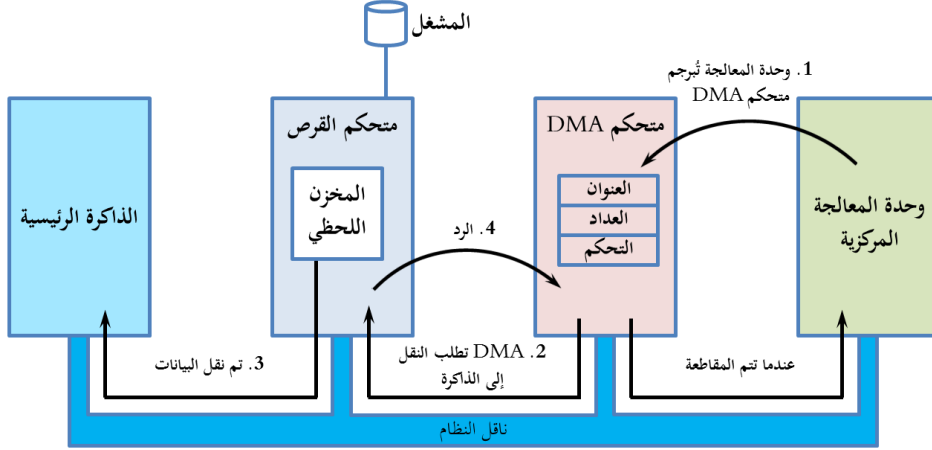 المشغل
1. وحدة المعالجة تُبرجم
متحكم DMA
وحدة المعالجة
المركزية
متحكم DMA
العنوان
العداد
التحكم
متحكم القرص
المخزن
اللحظي
الذاكرة الرئيسية
4. الرد
2. DMA تطلب النقل
إلى الذاكرة
3. تم نقل البيانات
عندما تتم المقاطعة
ناقل النظام